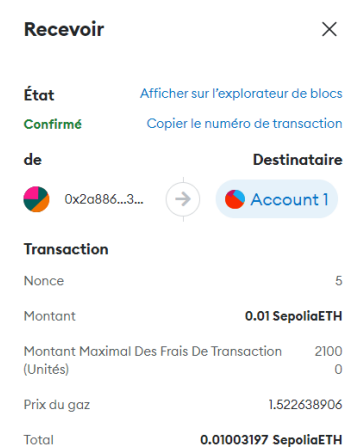 Recevoir
État
Afficher sur l'explorateur de blocs
Confirmé
Copier le numéro de transaction
de
Destinataire
0x2a886...3...
Account 1
Transaction
Nonce
5
Montant
0.01 SepoliaETH
Montant Maximal Des Frais De Transaction
2100
(Unités)
0
Prix du gaz
1.522638906
Total
0.01003197 SepoliaETH